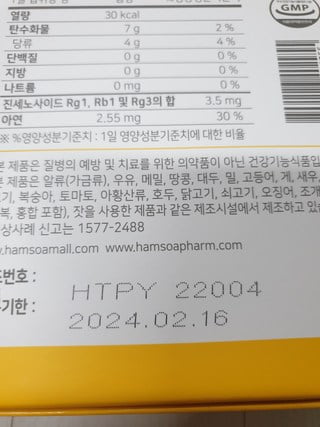 열량 30 kcal
탄수화물 7 g 2 %
당류 4 g 4 %
단백질 0 g 0 %
지방 0 g 0 %
나트륨 0 mg 0 %
진세노사이드 Rg1, Rb1 및 Rg3의 합 3.5 mg
아연 2.55 mg 30 %
※ %영양성분기준치 : 1일 영양성분기준치에 대한 비율
GMP
본 제품은 질병의 예방 및 치료를 위한 의약품이 아닌 건강기능식품입
본 제품은 알류(가금류), 우유, 메밀, 땅콩, 대두, 밀, 고등어, 게, 새우,
고기, 복숭아, 토마토, 아황산류, 호두, 닭고기, 쇠고기, 오징어, 조개
복, 홍합 포함), 잣을 사용한 제품과 같은 제조시설에서 제조하고 있습
상사례 신고는 1577-2488
www.hamsoamall.com www.hamsoapharm.com
조번호 : HTPY 22004
기한 : 2024.02.16